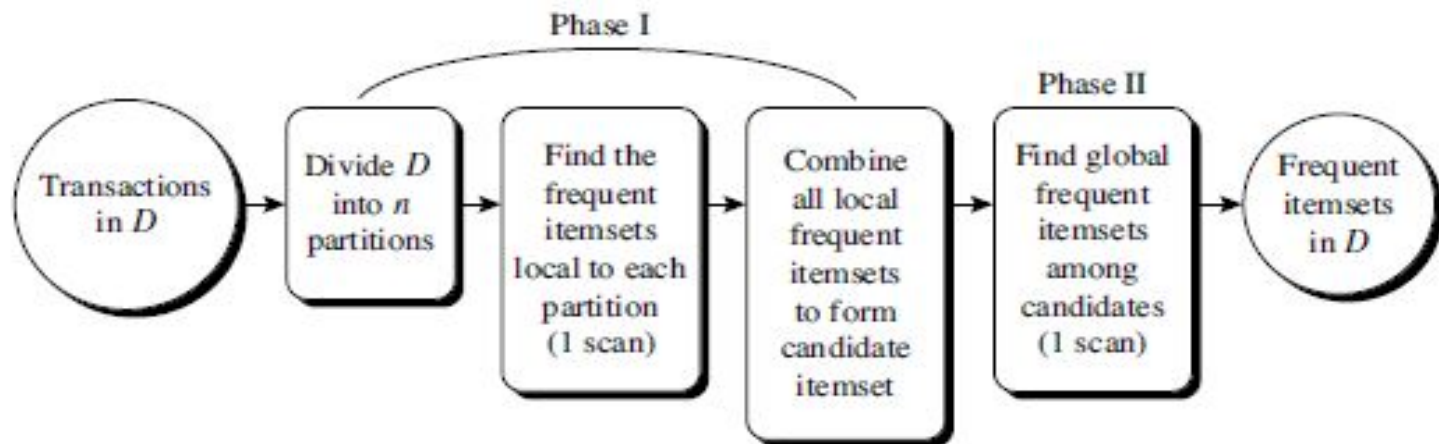 Phase I
Transactions
in D
Divide D
into n
partitions
Find the
frequent
itemsets
local to each
partition
(1 scan)
Combine
all local
frequent
itemsets
to form
candidate
itemset
Phase II
Find global
frequent
itemsets
among
candidates
(1 scan)
Frequent
itemsets
in D